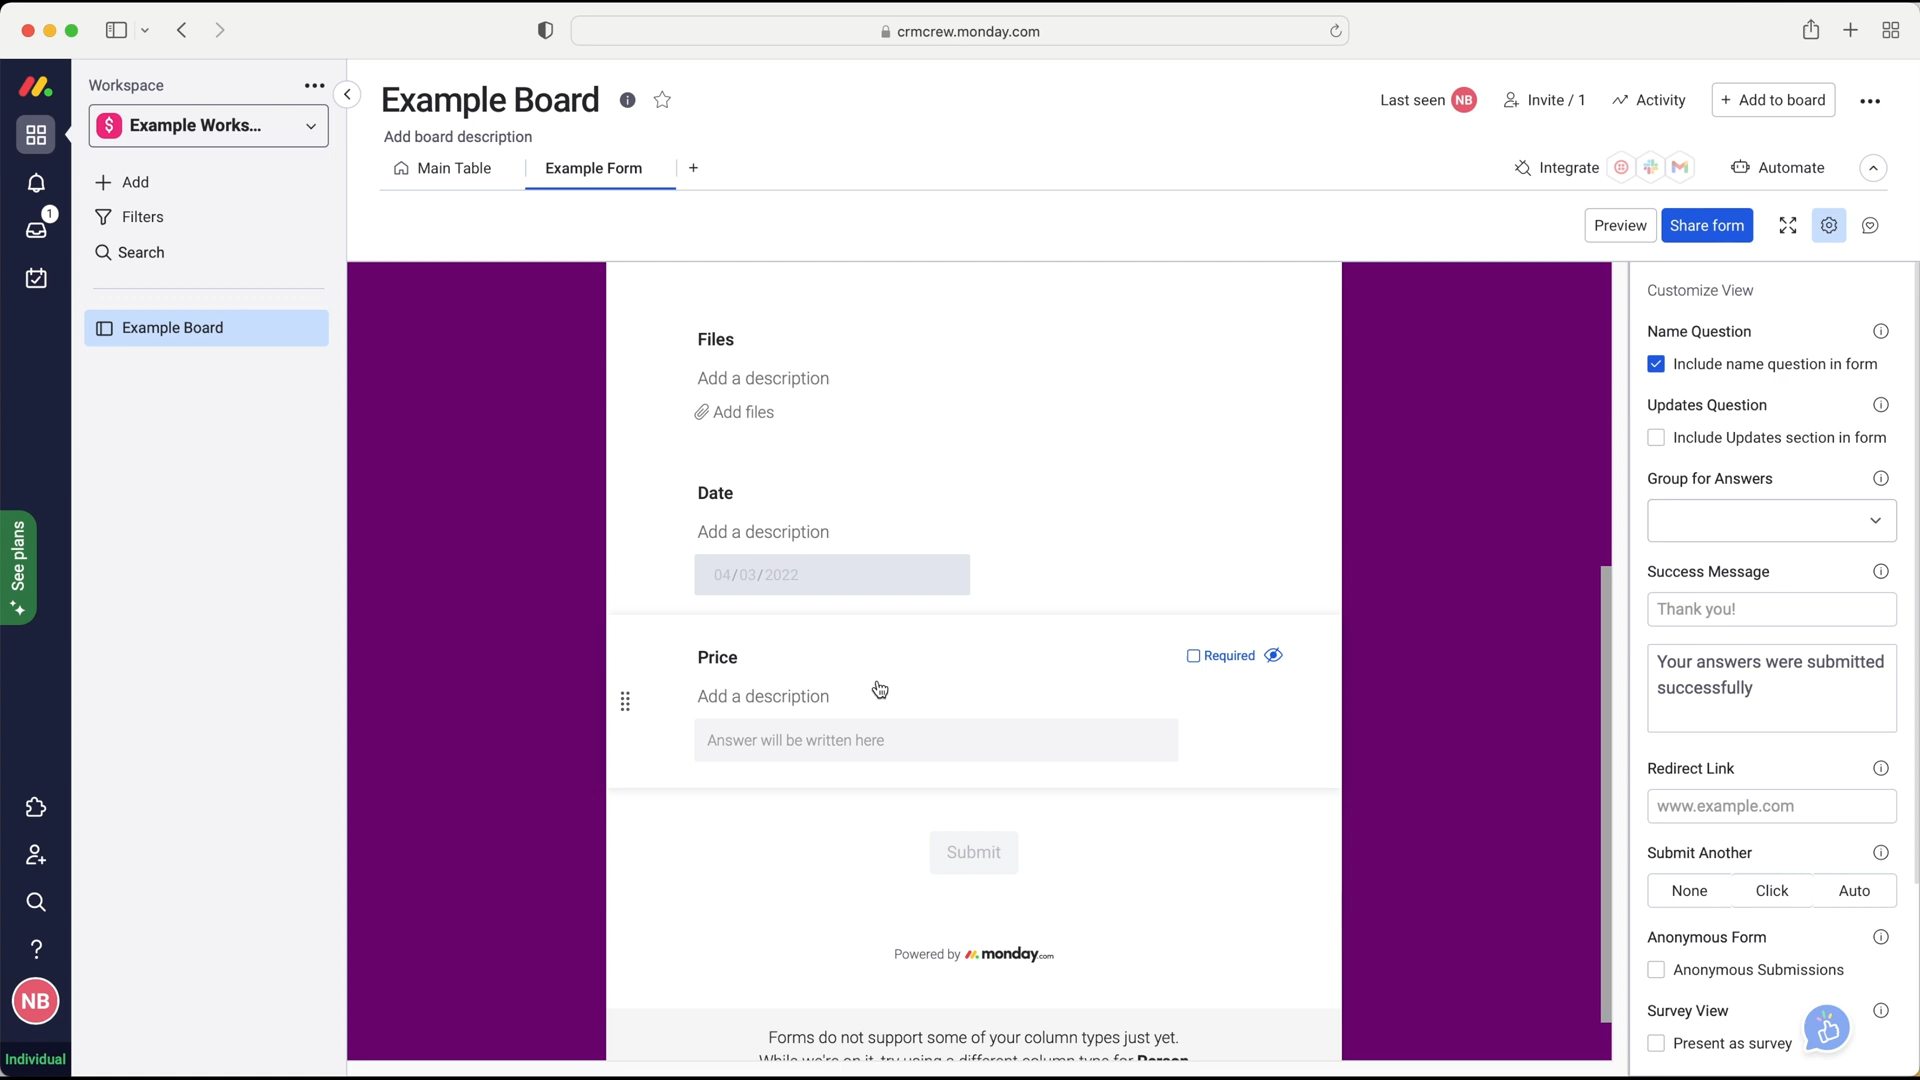 crmcrew.monday.com
Workspace
$ Example Works...
Add
Filters
Search
Example Board
1
See plans
NB
Individual
Example Board
Add board description
Main Table
Example Form
+
Last seen NB
Invite / 1
Activity
+ Add to board
Integrate
Automate
Preview
Share form
Files
Add a description
Add files
Date
Add a description
04/03/2022
Price
Required
Add a description
Answer will be written here
Submit
Powered by monday.com
Forms do not support some of your column types just yet.
While we're on it, try using a different column type for Person
Customize View
Name Question
Include name question in form
Updates Question
Include Updates section in form
Group for Answers
Success Message
Thank you!
Your answers were submitted
successfully
Redirect Link
www.example.com
Submit Another
None Click Auto
Anonymous Form
Anonymous Submissions
Survey View
Present as survey